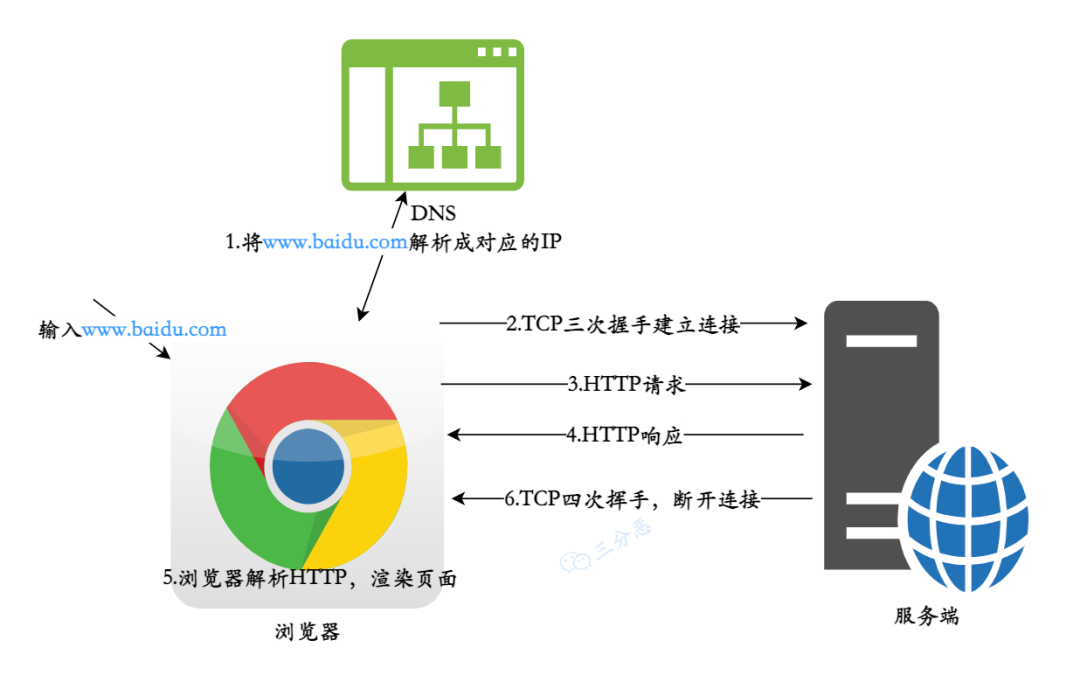 DNS
1.将www.baidu.com解析成对应的IP
输入www.baidu.com
2.TCP三次握手建立连接
3.HTTP请求
4.HTTP响应
6.TCP四次挥手，断开连接
三分恶
5.浏览器解析HTTP，渲染页面
浏览器
服务端